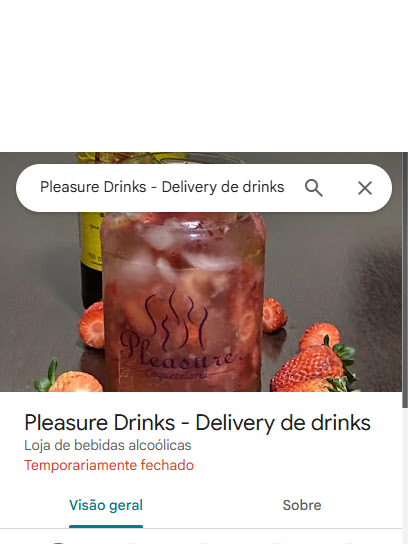 Pleasure Drinks - Delivery de drinks
Pleasure
Coquetelaria
Pleasure Drinks - Delivery de drinks
Loja de bebidas alcoólicas
Temporariamente fechado
Visão geral
Sobre